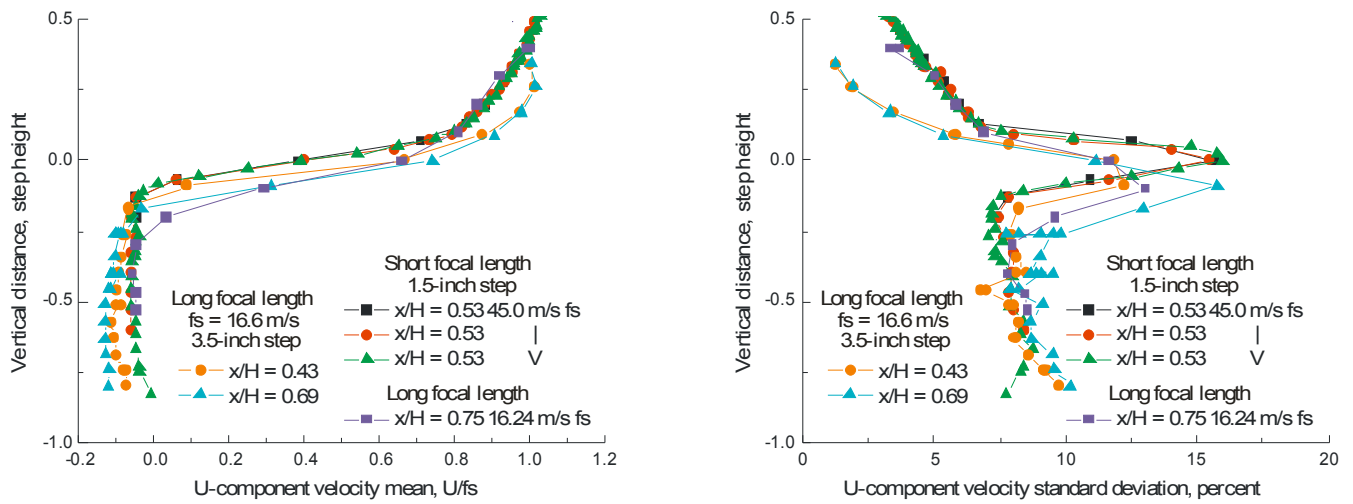 0.5
0.0
-0.5
-1.0
Vertical distance, step height
-0.2 0.0 0.2 0.4 0.6 0.8 1.0 1.2
U-component velocity mean, U/fs
Long focal length
fs = 16.6 m/s
3.5-inch step
x/H = 0.43
x/H = 0.69
Short focal length
1.5-inch step
x/H = 0.53 45.0 m/s fs
x/H = 0.53 |
x/H = 0.53 V
Long focal length
x/H = 0.75 16.24 m/s fs
0.5
0.0
-0.5
-1.0
Vertical distance, step height
0 5 10 15 20
U-component velocity standard deviation, percent
Long focal length
fs = 16.6 m/s
3.5-inch step
x/H = 0.43
x/H = 0.69
Short focal length
1.5-inch step
x/H = 0.53 45.0 m/s fs
x/H = 0.53 |
x/H = 0.53 V
Long focal length
x/H = 0.75 16.24 m/s fs